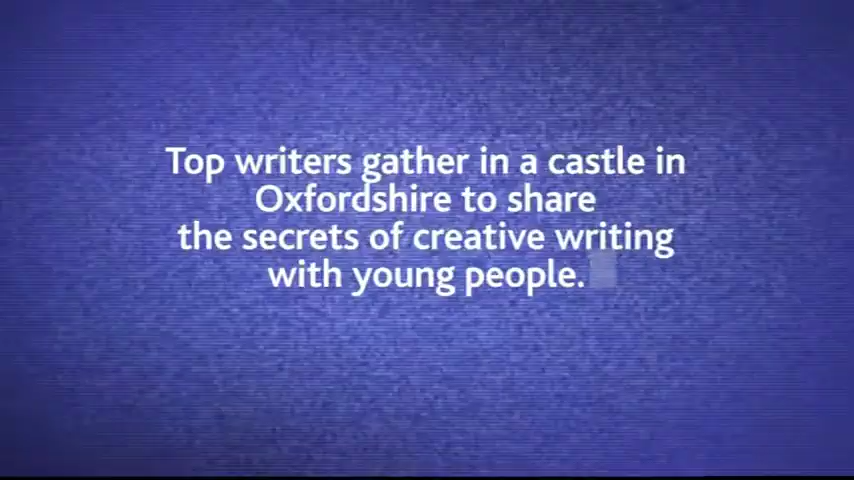 Top writers gather in a castle in
Oxfordshire to share
the secrets of creative writing
with young people.